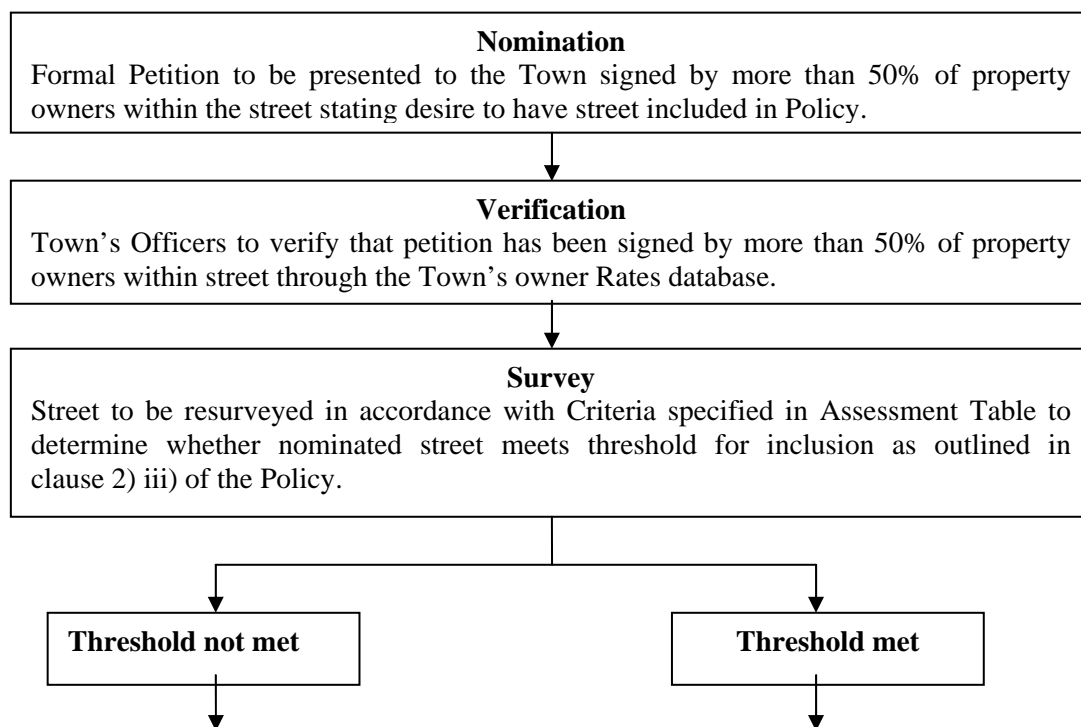 Nomination
Formal Petition to be presented to the Town signed by more than 50% of property
owners within the street stating desire to have street included in Policy.
Verification
Town’s Officers to verify that petition has been signed by more than 50% of property
owners within street through the Town’s owner Rates database.
Survey
Street to be resurveyed in accordance with Criteria specified in Assessment Table to
determine whether nominated street meets threshold for inclusion as outlined in
clause 2) iii) of the Policy.
Threshold not met
Threshold met